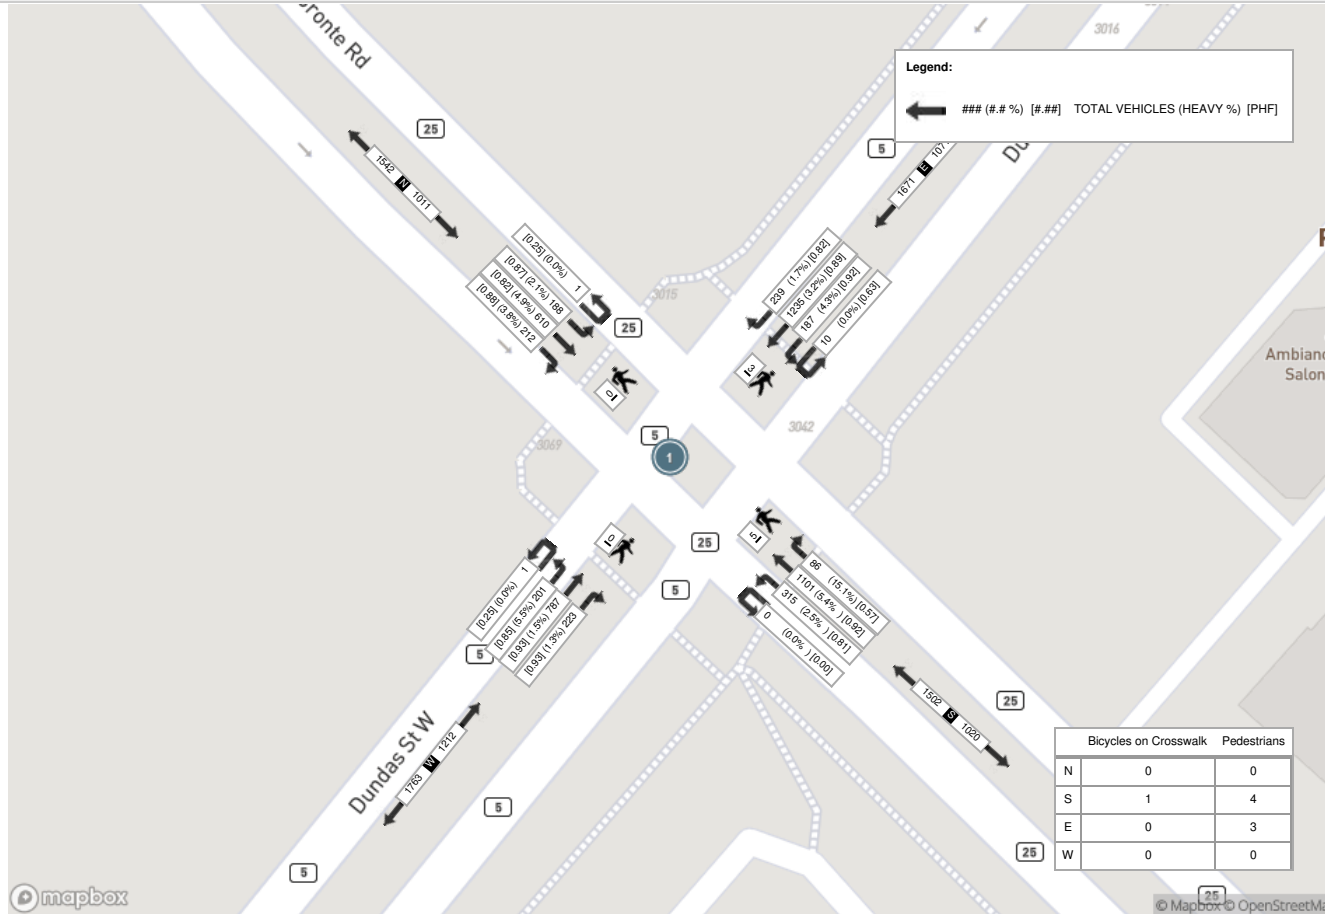 Bronte Rd
3016
Legend:
### (#.# %) [#.##] TOTAL VEHICLES (HEAVY %) [PHF]
25
5
1542 N 1011
1671 E
[0.25] (0.0%) 1
[0.87] (2.1%) 188
[0.82] (4.9%) 610
[0.88] (3.8%) 212
239 (1.7%) [0.82]
1235 (3.2%) [0.89]
187 (4.3%) [0.92]
10 (0.0%) [0.63]
3015
25
0
3
Ambianc
Salon
3042
5
1
3069
0
5
25
5
[0.25] (0.0%) 1
[0.85] (5.5%) 201
[0.93] (1.5%) 787
[0.93] (1.3%) 223
86 (15.1%) [0.57]
1101 (5.4% ) [0.92]
315 (2.5% ) [0.81]
0 (0.0% ) [0.00]
5
Dundas St W
1763 W 1212
1502 S 1020
25
Bicycles on Crosswalk Pedestrians
N 0 0
S 1 4
E 0 3
W 0 0
5
25
5
25
mapbox
© Mapbox © OpenStreetMa